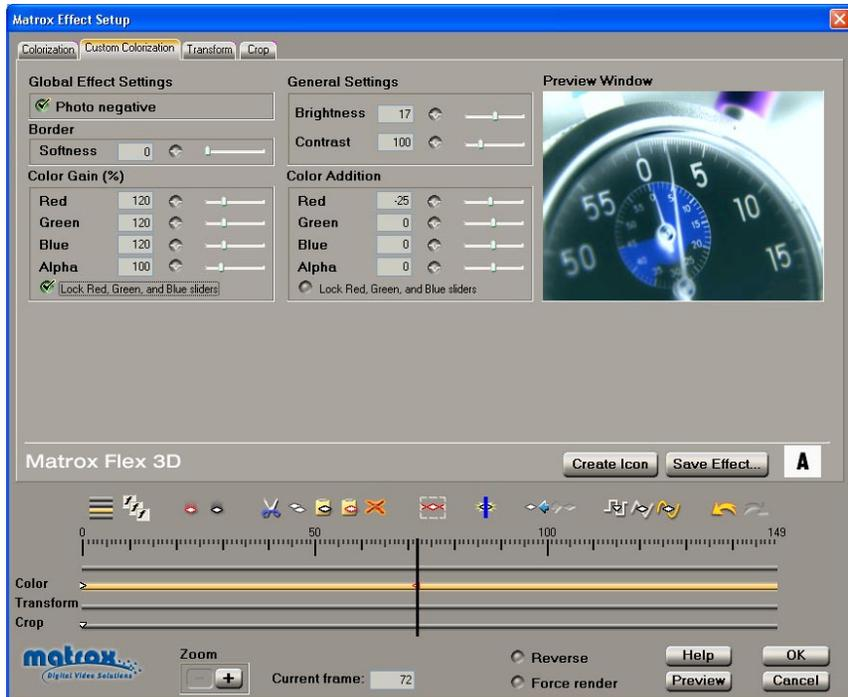 Matrox Effect Setup
Colorization Custom Colorization Transform Crop
Global Effect Settings
Photo negative
Border
Softness 0
Color Gain (%)
Red 120
Green 120
Blue 120
Alpha 100
Lock Red, Green, and Blue sliders
General Settings
Brightness 17
Contrast 100
Color Addition
Red -25
Green 0
Blue 0
Alpha 0
Lock Red, Green, and Blue sliders
Preview Window
0
5
10
15
50
55
Matrox Flex 3D
Create Icon Save Effect... A
0 50 100 149
Color
Transform
Crop
matrox
Digital Video Solutions
Zoom
- +
Current frame: 72
Reverse
Force render
Help OK
Preview Cancel